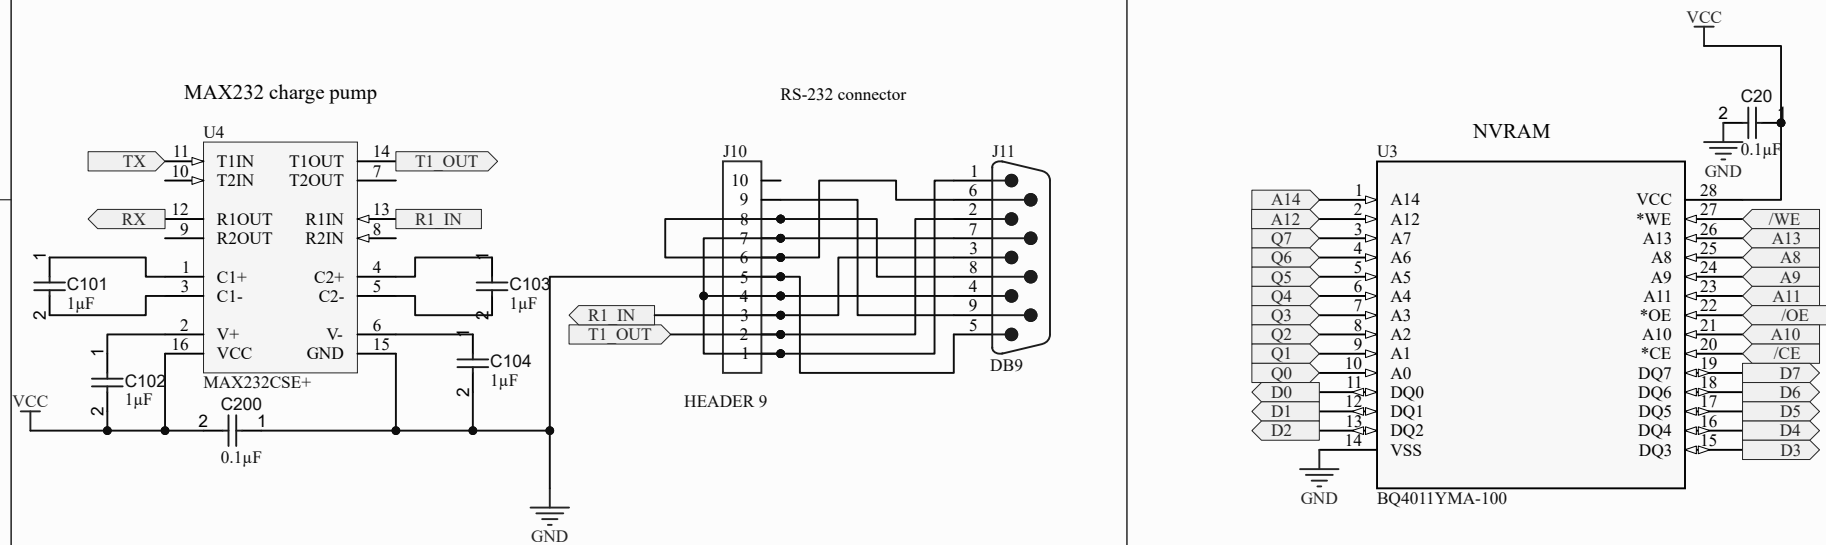 MAX232 charge pump
U4
TX
11
T1IN
T1OUT
14
T1_OUT
10
T2IN
T2OUT
7
RX
12
R1OUT
R1IN
13
R1_IN
9
R2OUT
R2IN
8
1
C101
1µF
2
1
C1+
C2+
4
3
C1-
C2-
5
1
C103
1µF
2
2
V+
V-
6
16
VCC
GND
15
MAX232CSE+
1
C102
1µF
2
1
C104
1µF
2
VCC
C200
2
1
0.1µF
GND
RS-232 connector
J10
10
9
8
7
6
5
4
3
2
1
HEADER 9
R1_IN
T1_OUT
J11
1
6
2
7
3
8
4
9
5
DB9
VCC
C20
2
1
0.1µF
GND
NVRAM
U3
A14
1
A14
VCC
28
A12
2
A12
*WE
27
/WE
Q7
3
A7
A13
26
A13
Q6
4
A6
A8
25
A8
Q5
5
A5
A9
24
A9
Q4
6
A4
A11
23
A11
Q3
7
A3
*OE
22
/OE
Q2
8
A2
A10
21
A10
Q1
9
A1
*CE
20
/CE
Q0
10
A0
DQ7
19
D7
D0
11
DQ0
DQ6
18
D6
D1
12
DQ1
DQ5
17
D5
D2
13
DQ2
DQ4
16
D4
14
VSS
DQ3
15
D3
GND
BQ4011YMA-100